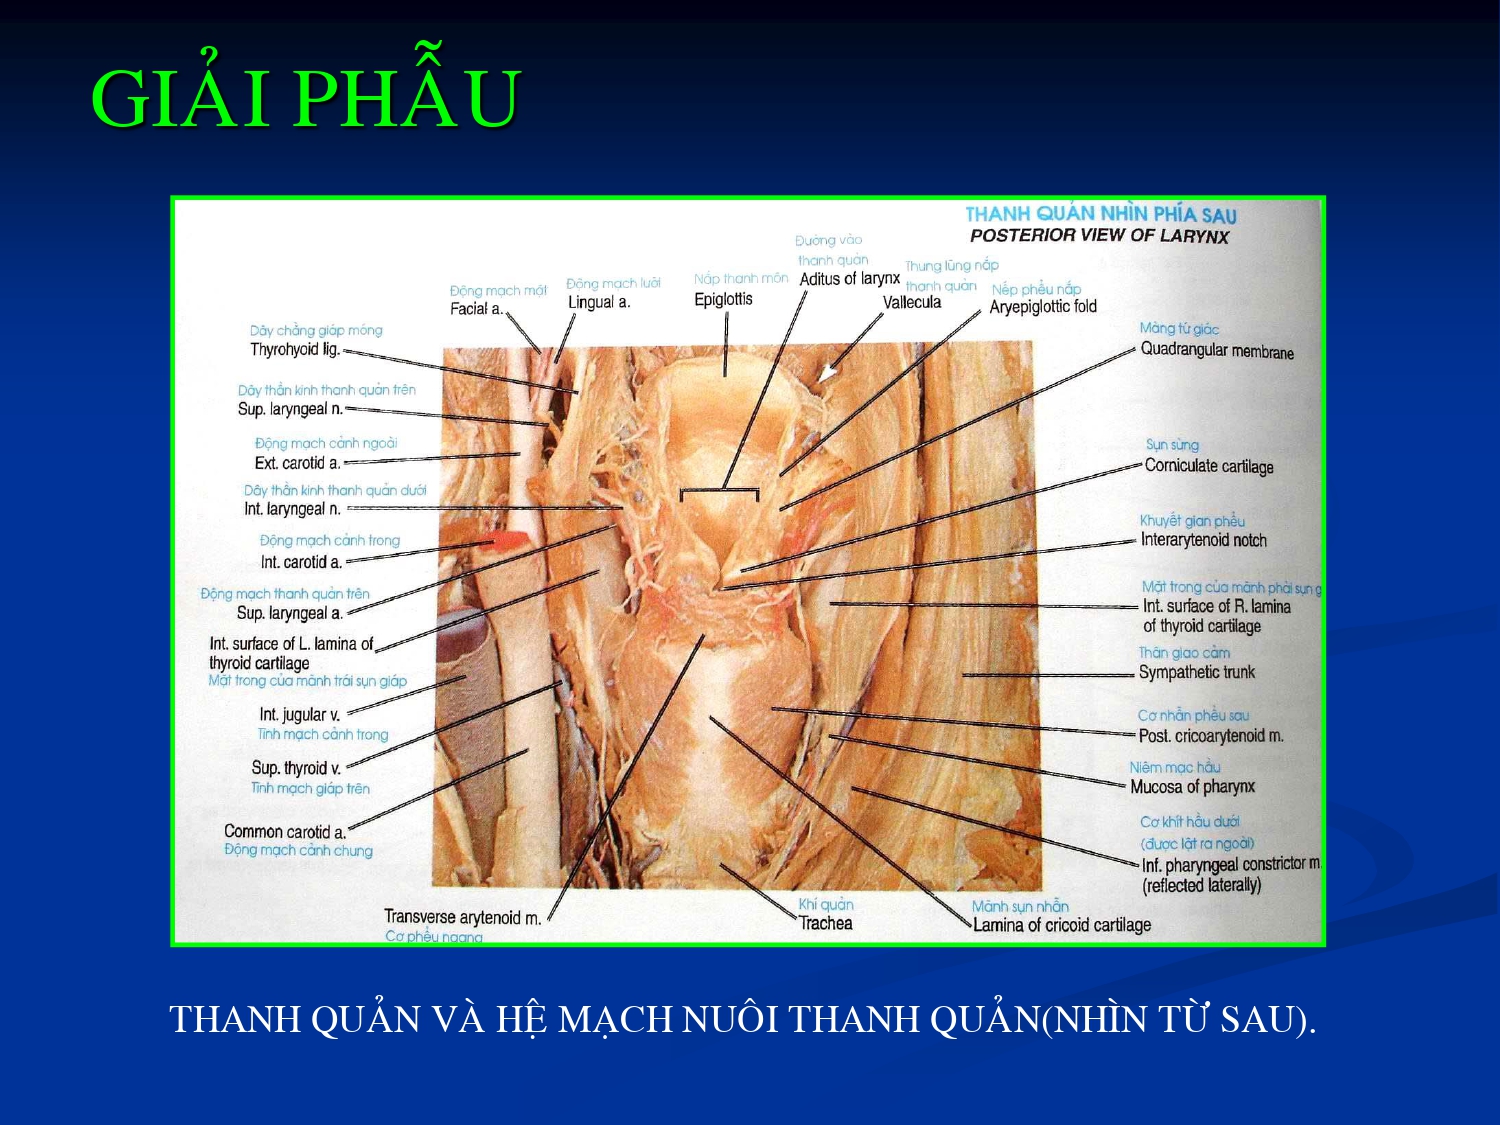 GIẢI PHẪU
THANH QUẢN NHÌN PHÍA SAU
POSTERIOR VIEW OF LARYNX
Đường vào
thanh quản
Aditus of larynx
Thung lũng nắp
thanh quản
Vallecula
Nắp thanh môn
Epiglottis
Động mạch lưỡi
Lingual a.
Động mạch mặt
Facial a.
Nếp phễu nắp
Aryepiglottic fold
Dây chằng giáp móng
Thyrohyoid lig.
Dây thần kinh thanh quản trên
Sup. laryngeal n.
Động mạch cảnh ngoài
Ext. carotid a.
Dây thần kinh thanh quản dưới
Int. laryngeal n.
Động mạch cảnh trong
Int. carotid a.
Động mạch thanh quản trên
Sup. laryngeal a.
Int. surface of L. lamina of
thyroid cartilage
Mặt trong của mãnh trái sụn giáp
Int. jugular v.
Tĩnh mạch cảnh trong
Sup. thyroid v.
Tĩnh mạch giáp trên
Common carotid a.
Động mạch cảnh chung
Màng tứ giác
Quadrangular membrane
Sụn sừng
Corniculate cartilage
Khuyết gian phễu
Interarytenoid notch
Mặt trong của mãnh phải sụn g
Int. surface of R. lamina
of thyroid cartilage
Thân giao cảm
Sympathetic trunk
Cơ nhẫn phễu sau
Post. cricoarytenoid m.
Niêm mạc hầu
Mucosa of pharynx
Cơ khít hầu dưới
(được lật ra ngoài)
Inf. pharyngeal constrictor m.
(reflected laterally)
Transverse arytenoid m.
Cơ phễu ngang
Khí quản
Trachea
Mãnh sụn nhẫn
Lamina of cricoid cartilage
THANH QUẢN VÀ HỆ MẠCH NUÔI THANH QUẢN(NHÌN TỪ SAU).